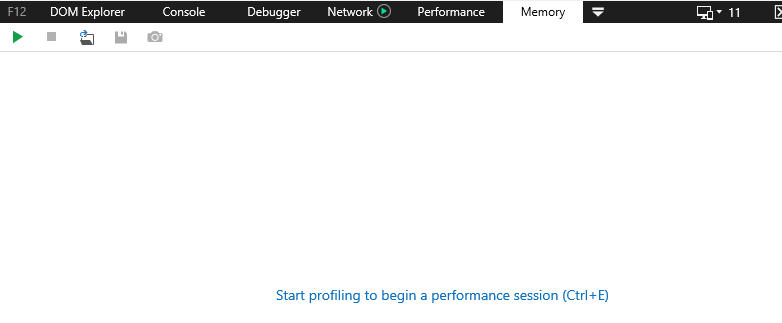 F12 DOM Explorer Console Debugger Network Performance Memory 11
Start profiling to begin a performance session (Ctrl+E)